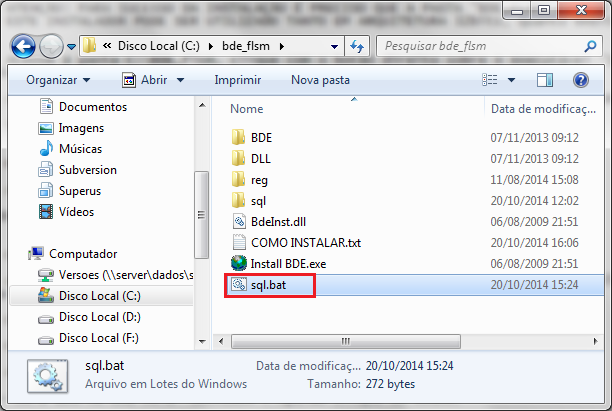 Disco Local (C:) bde_flsm
Pesquisar bde_flsm
Organizar Abrir Imprimir Nova pasta
Documentos
Imagens
Músicas
Subversion
Superus
Vídeos
Computador
Versoes (\\server\dados\s
Disco Local (C:)
Disco Local (D:)
Disco Local (F:)
Nome Data de modificaç...
BDE 07/11/2013 09:12
DLL 07/11/2013 09:12
reg 11/08/2014 15:08
sql 20/10/2014 12:02
BdeInst.dll 06/08/2009 21:51
COMO INSTALAR.txt 20/10/2014 16:06
Install BDE.exe 06/08/2009 21:51
sql.bat 20/10/2014 15:24
sql.bat Data de modificaç... 20/10/2014 15:24
Arquivo em Lotes do Windows Tamanho: 272 bytes